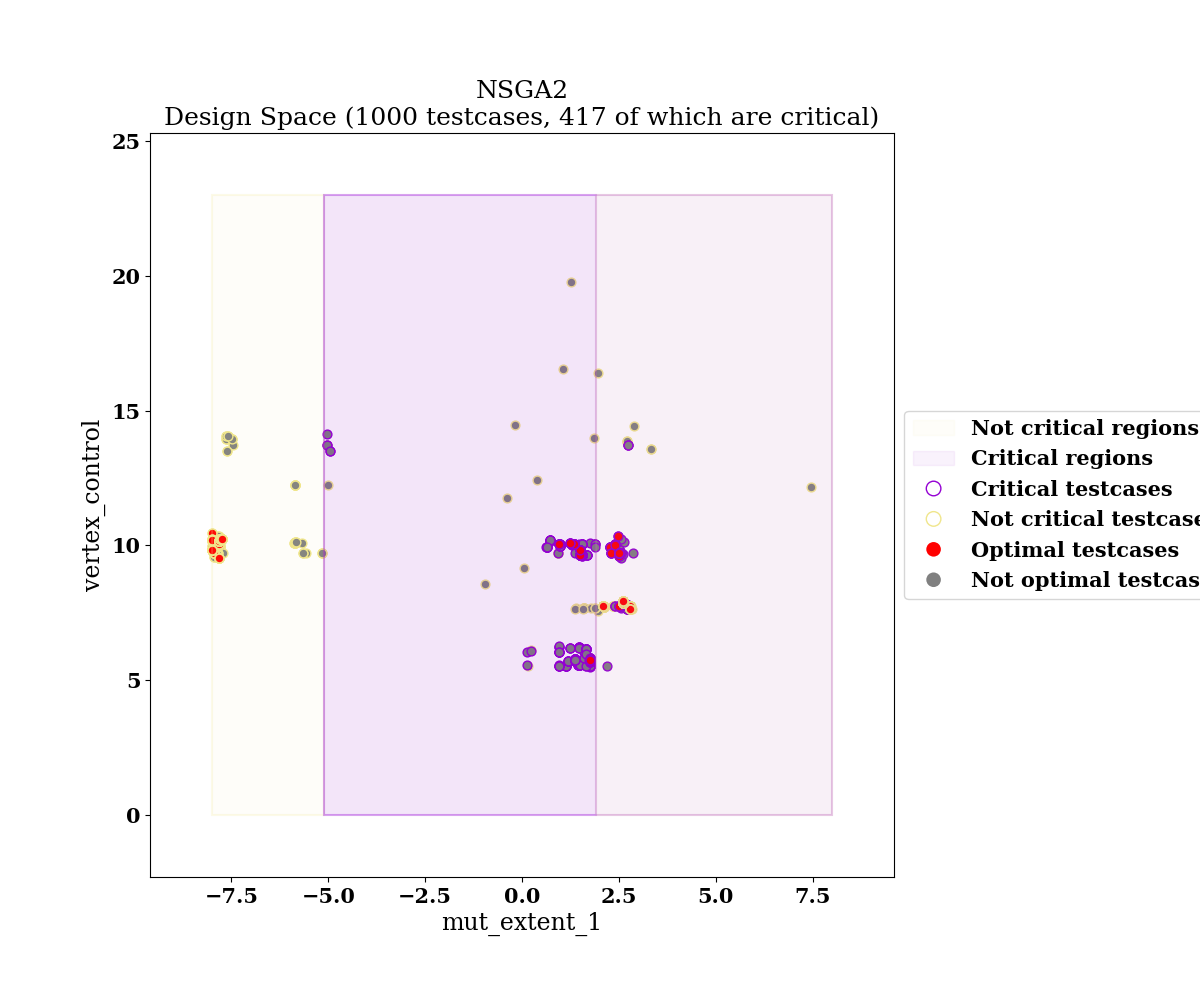 NSGA2
Design Space (1000 testcases, 417 of which are critical)
25
20
15
10
5
0
vertex_control
−7.5
−5.0
−2.5
0.0
2.5
5.0
7.5
mut_extent_1
Not critical regions
Critical regions
Critical testcases
Not critical testcase
Optimal testcases
Not optimal testcas